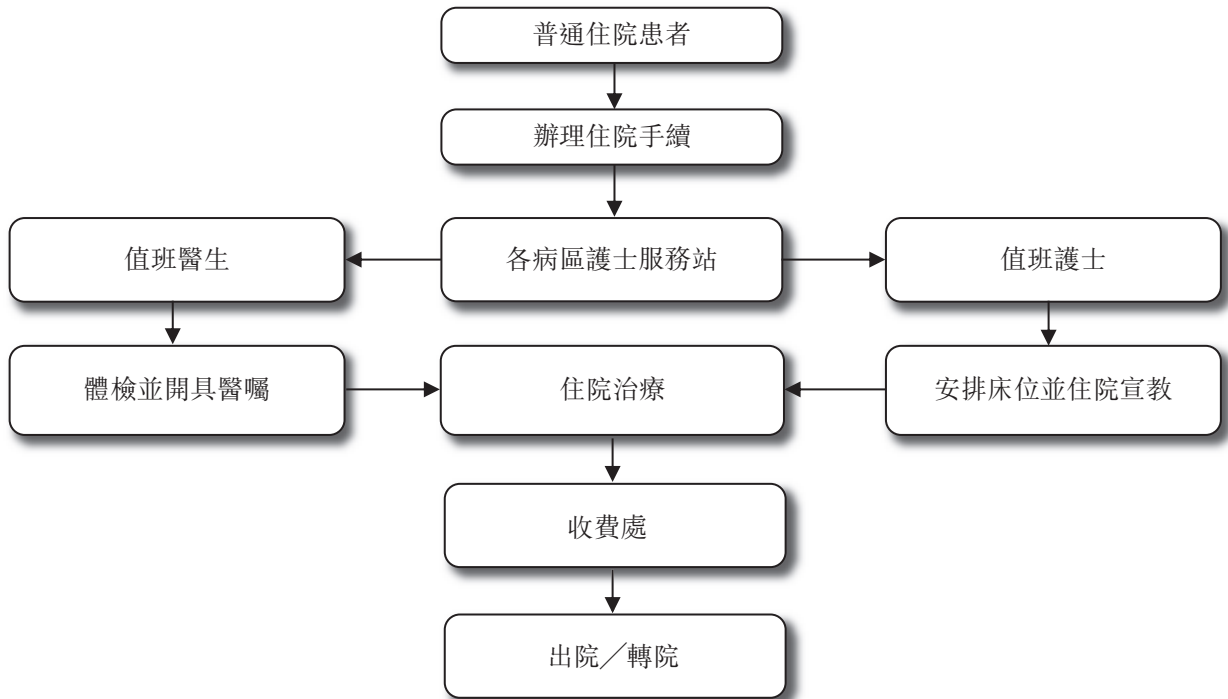 普通住院患者
辦理住院手續
值班醫生
各病區護士服務站
值班護士
體檢並開具醫囑
住院治療
安排床位並住院宣教
收費處
出院／轉院